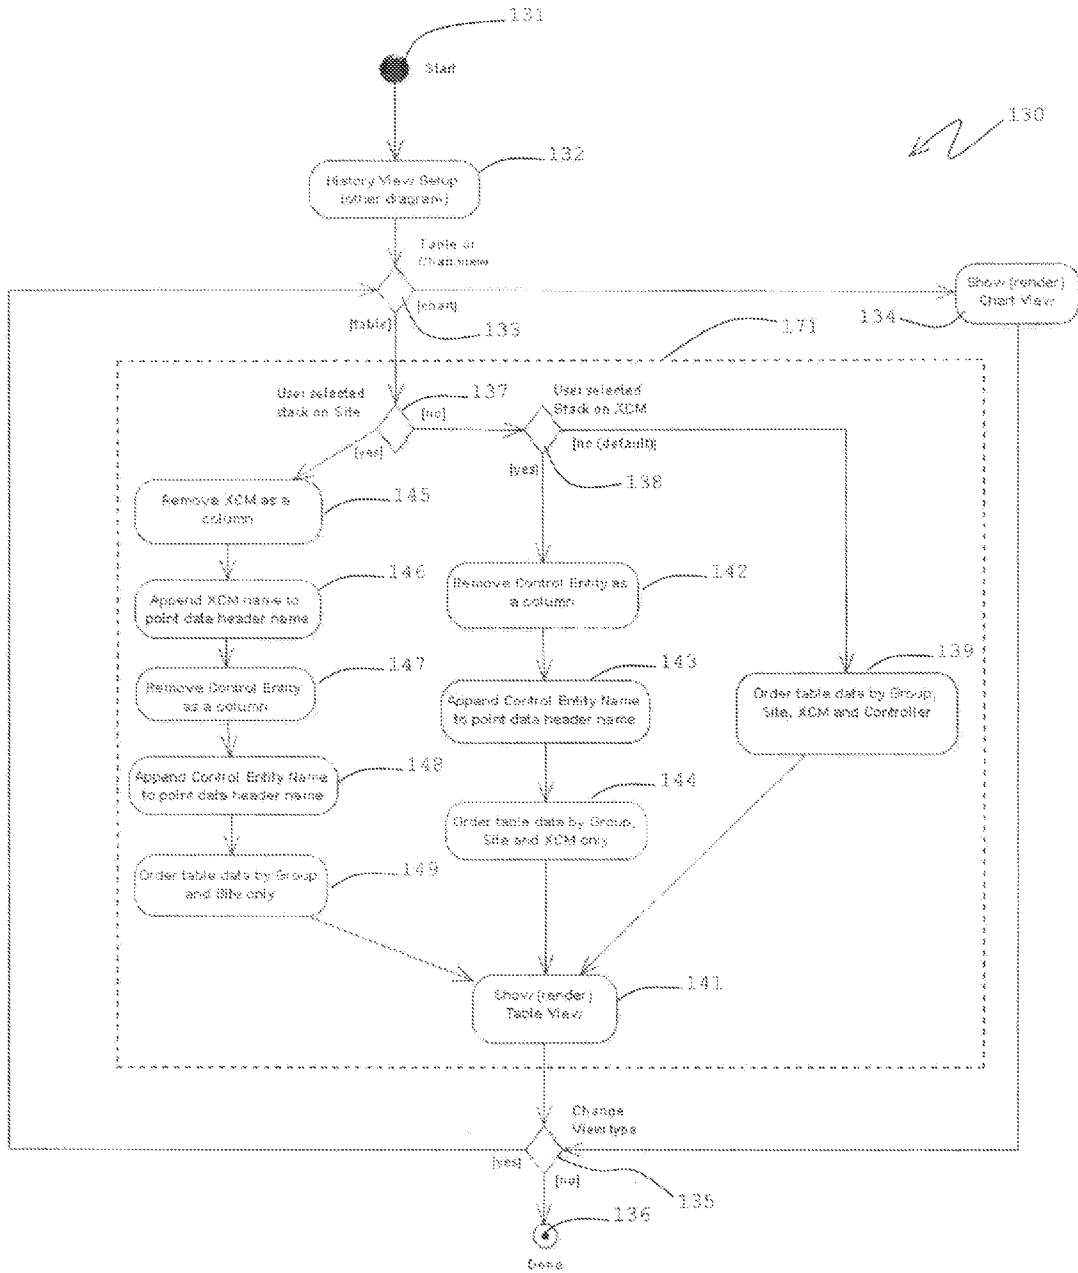 131
Start
130
132
History View Setup
(other diagram)
Table or
Chart view
[chart]
[table]
133
Show (render)
Chart View
134
171
User selected
stack on Site
137
[no]
[yes]
User selected
Stack on XCM
[no (default)]
[yes]
138
Remove XCM as a
column
145
Append XCM name to
point data header name
146
Remove Control Entity as
a column
142
Remove Control Entity
as a column
147
Append Control Entity Name
to point data header name
143
Order table data by Group,
Site, XCM and Controller
139
Append Control Entity Name
to point data header name
148
Order table data by Group,
Site and XCM only
144
Order table data by Group
and Site only
149
Show (render)
Table View
141
Change
View type
[yes]
[no]
135
136
Done